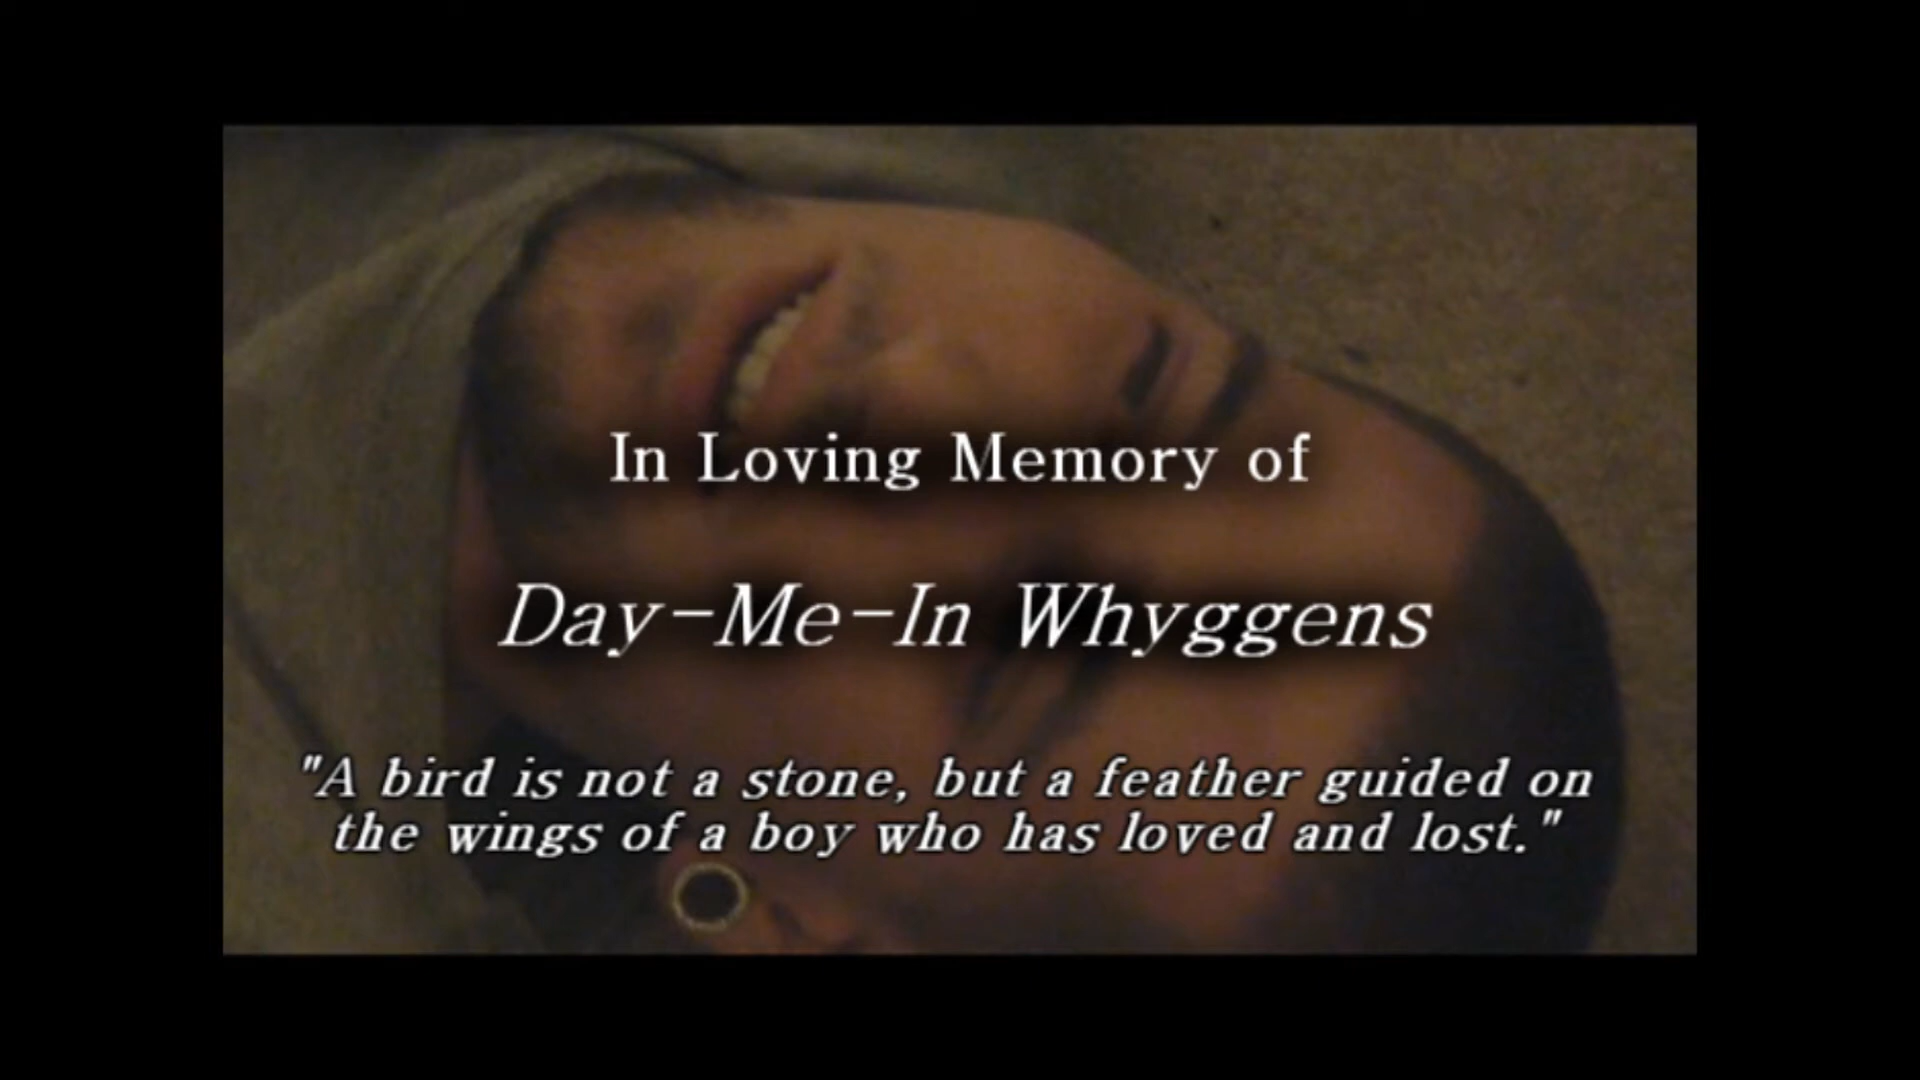 In Loving Memory of
Day-Me-In Whyggens
"A bird is not a stone, but a feather guided on
the wings of a boy who has loved and lost."